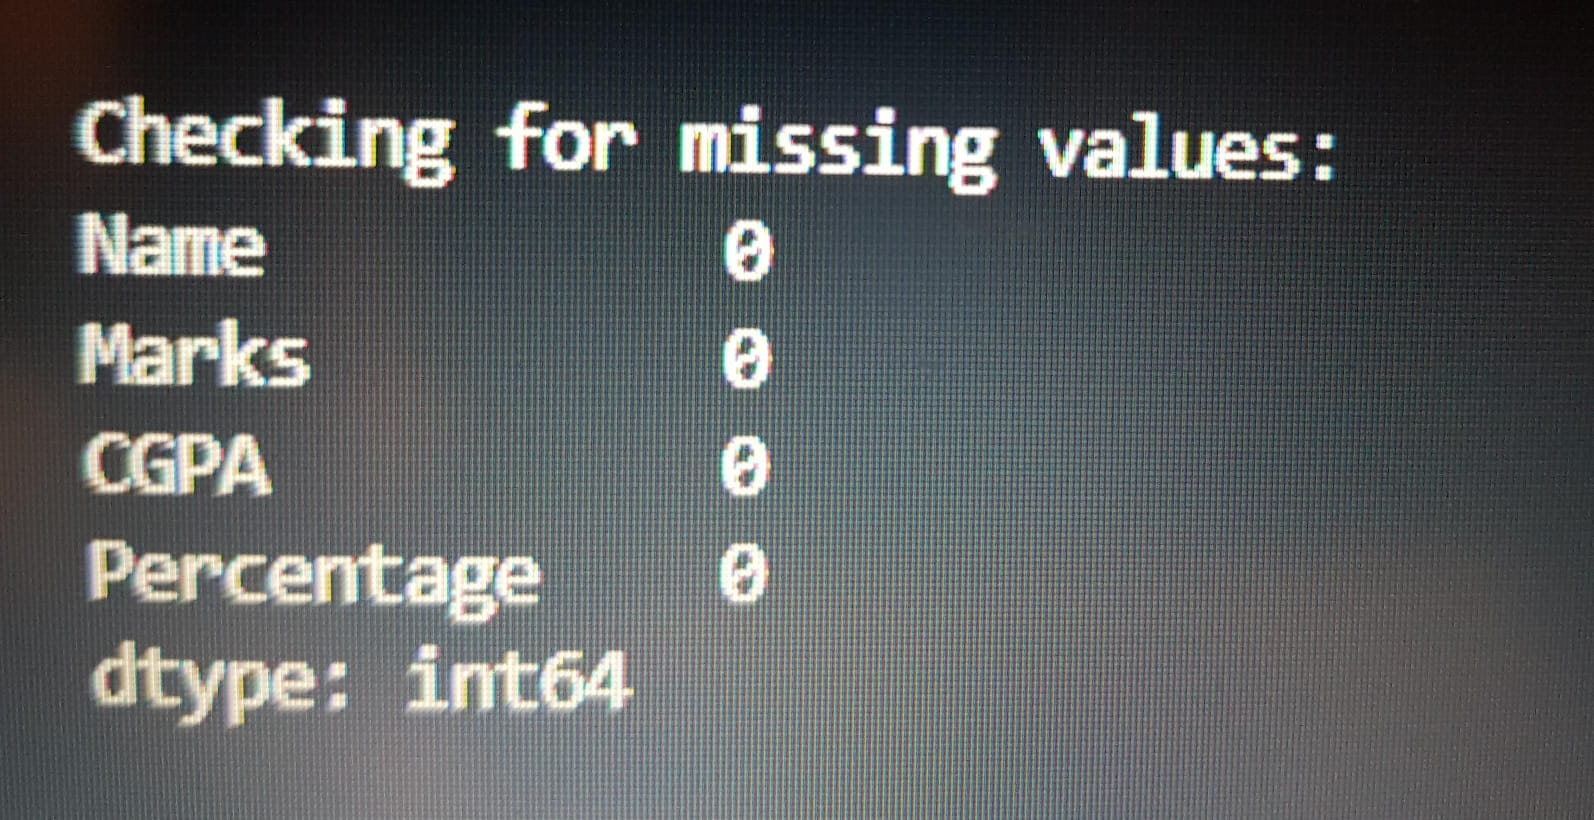 Checking for missing values:
Name 0
Marks 0
CGPA 0
Percentage 0
dtype: int64